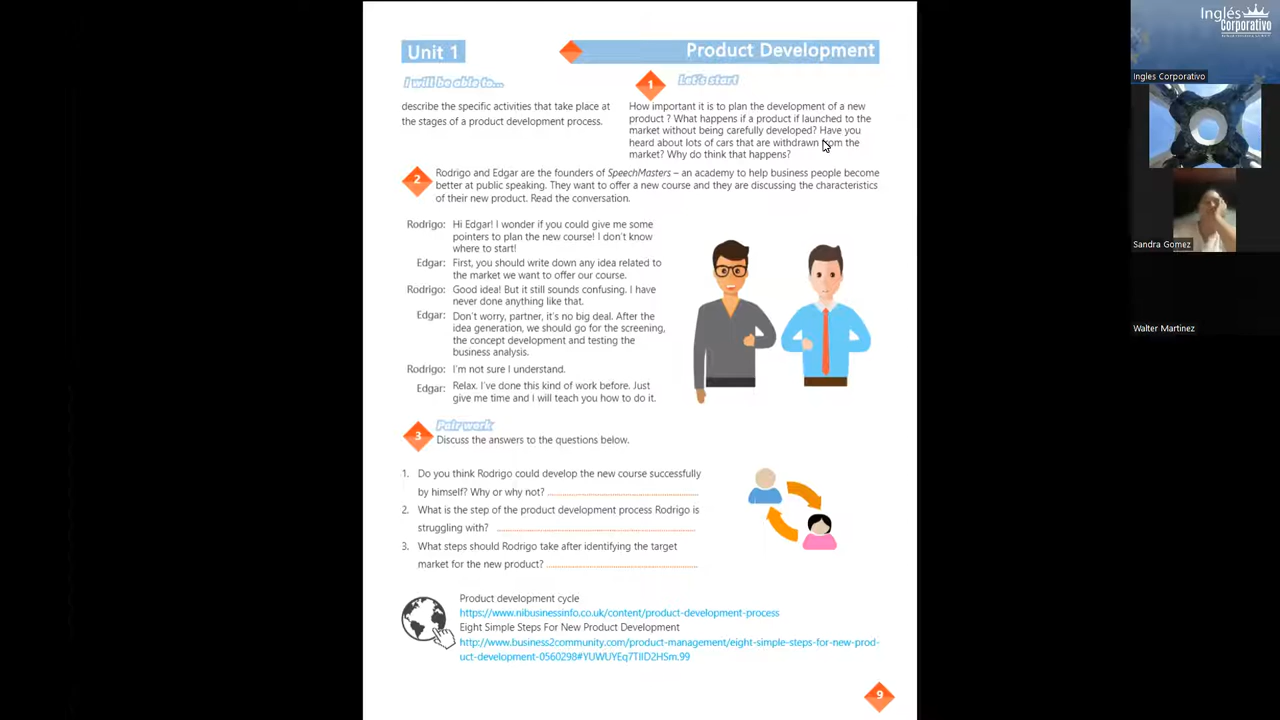 Unit 1
Product Development
I will be able to...
describe the specific activities that take place at
the stages of a product development process.
1
Let's start
How important it is to plan the development of a new
product ? What happens if a product if launched to the
market without being carefully developed? Have you
heard about lots of cars that are withdrawn from the
market? Why do think that happens?
2
Rodrigo and Edgar are the founders of SpeechMasters – an academy to help business people become
better at public speaking. They want to offer a new course and they are discussing the characteristics
of their new product. Read the conversation.
Rodrigo: Hi Edgar! I wonder if you could give me some
pointers to plan the new course! I don't know
where to start!
Edgar: First, you should write down any idea related to
the market we want to offer our course.
Rodrigo: Good idea! But it still sounds confusing. I have
never done anything like that.
Edgar: Don't worry, partner, it's no big deal. After the
idea generation, we should go for the screening,
the concept development and testing the
business analysis.
Rodrigo: I'm not sure I understand.
Edgar: Relax. I've done this kind of work before. Just
give me time and I will teach you how to do it.
3
Pair work
Discuss the answers to the questions below.
1. Do you think Rodrigo could develop the new course successfully
by himself? Why or why not?
2. What is the step of the product development process Rodrigo is
struggling with?
3. What steps should Rodrigo take after identifying the target
market for the new product?
Product development cycle
https://www.nibusinessinfo.co.uk/content/product-development-process
Eight Simple Steps For New Product Development
http://www.business2community.com/product-management/eight-simple-steps-for-new-prod-
uct-development-0560298#YUWUYEq7TIID2HSm.99
9
Inglés
Corporativo
Ingles Corporativo
Sandra Gomez
Walter Martinez